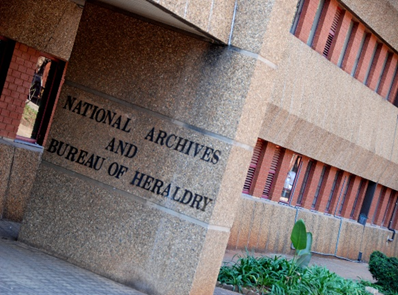 NATIONAL ARCHIVES
AND
BUREAU OF HERALDRY